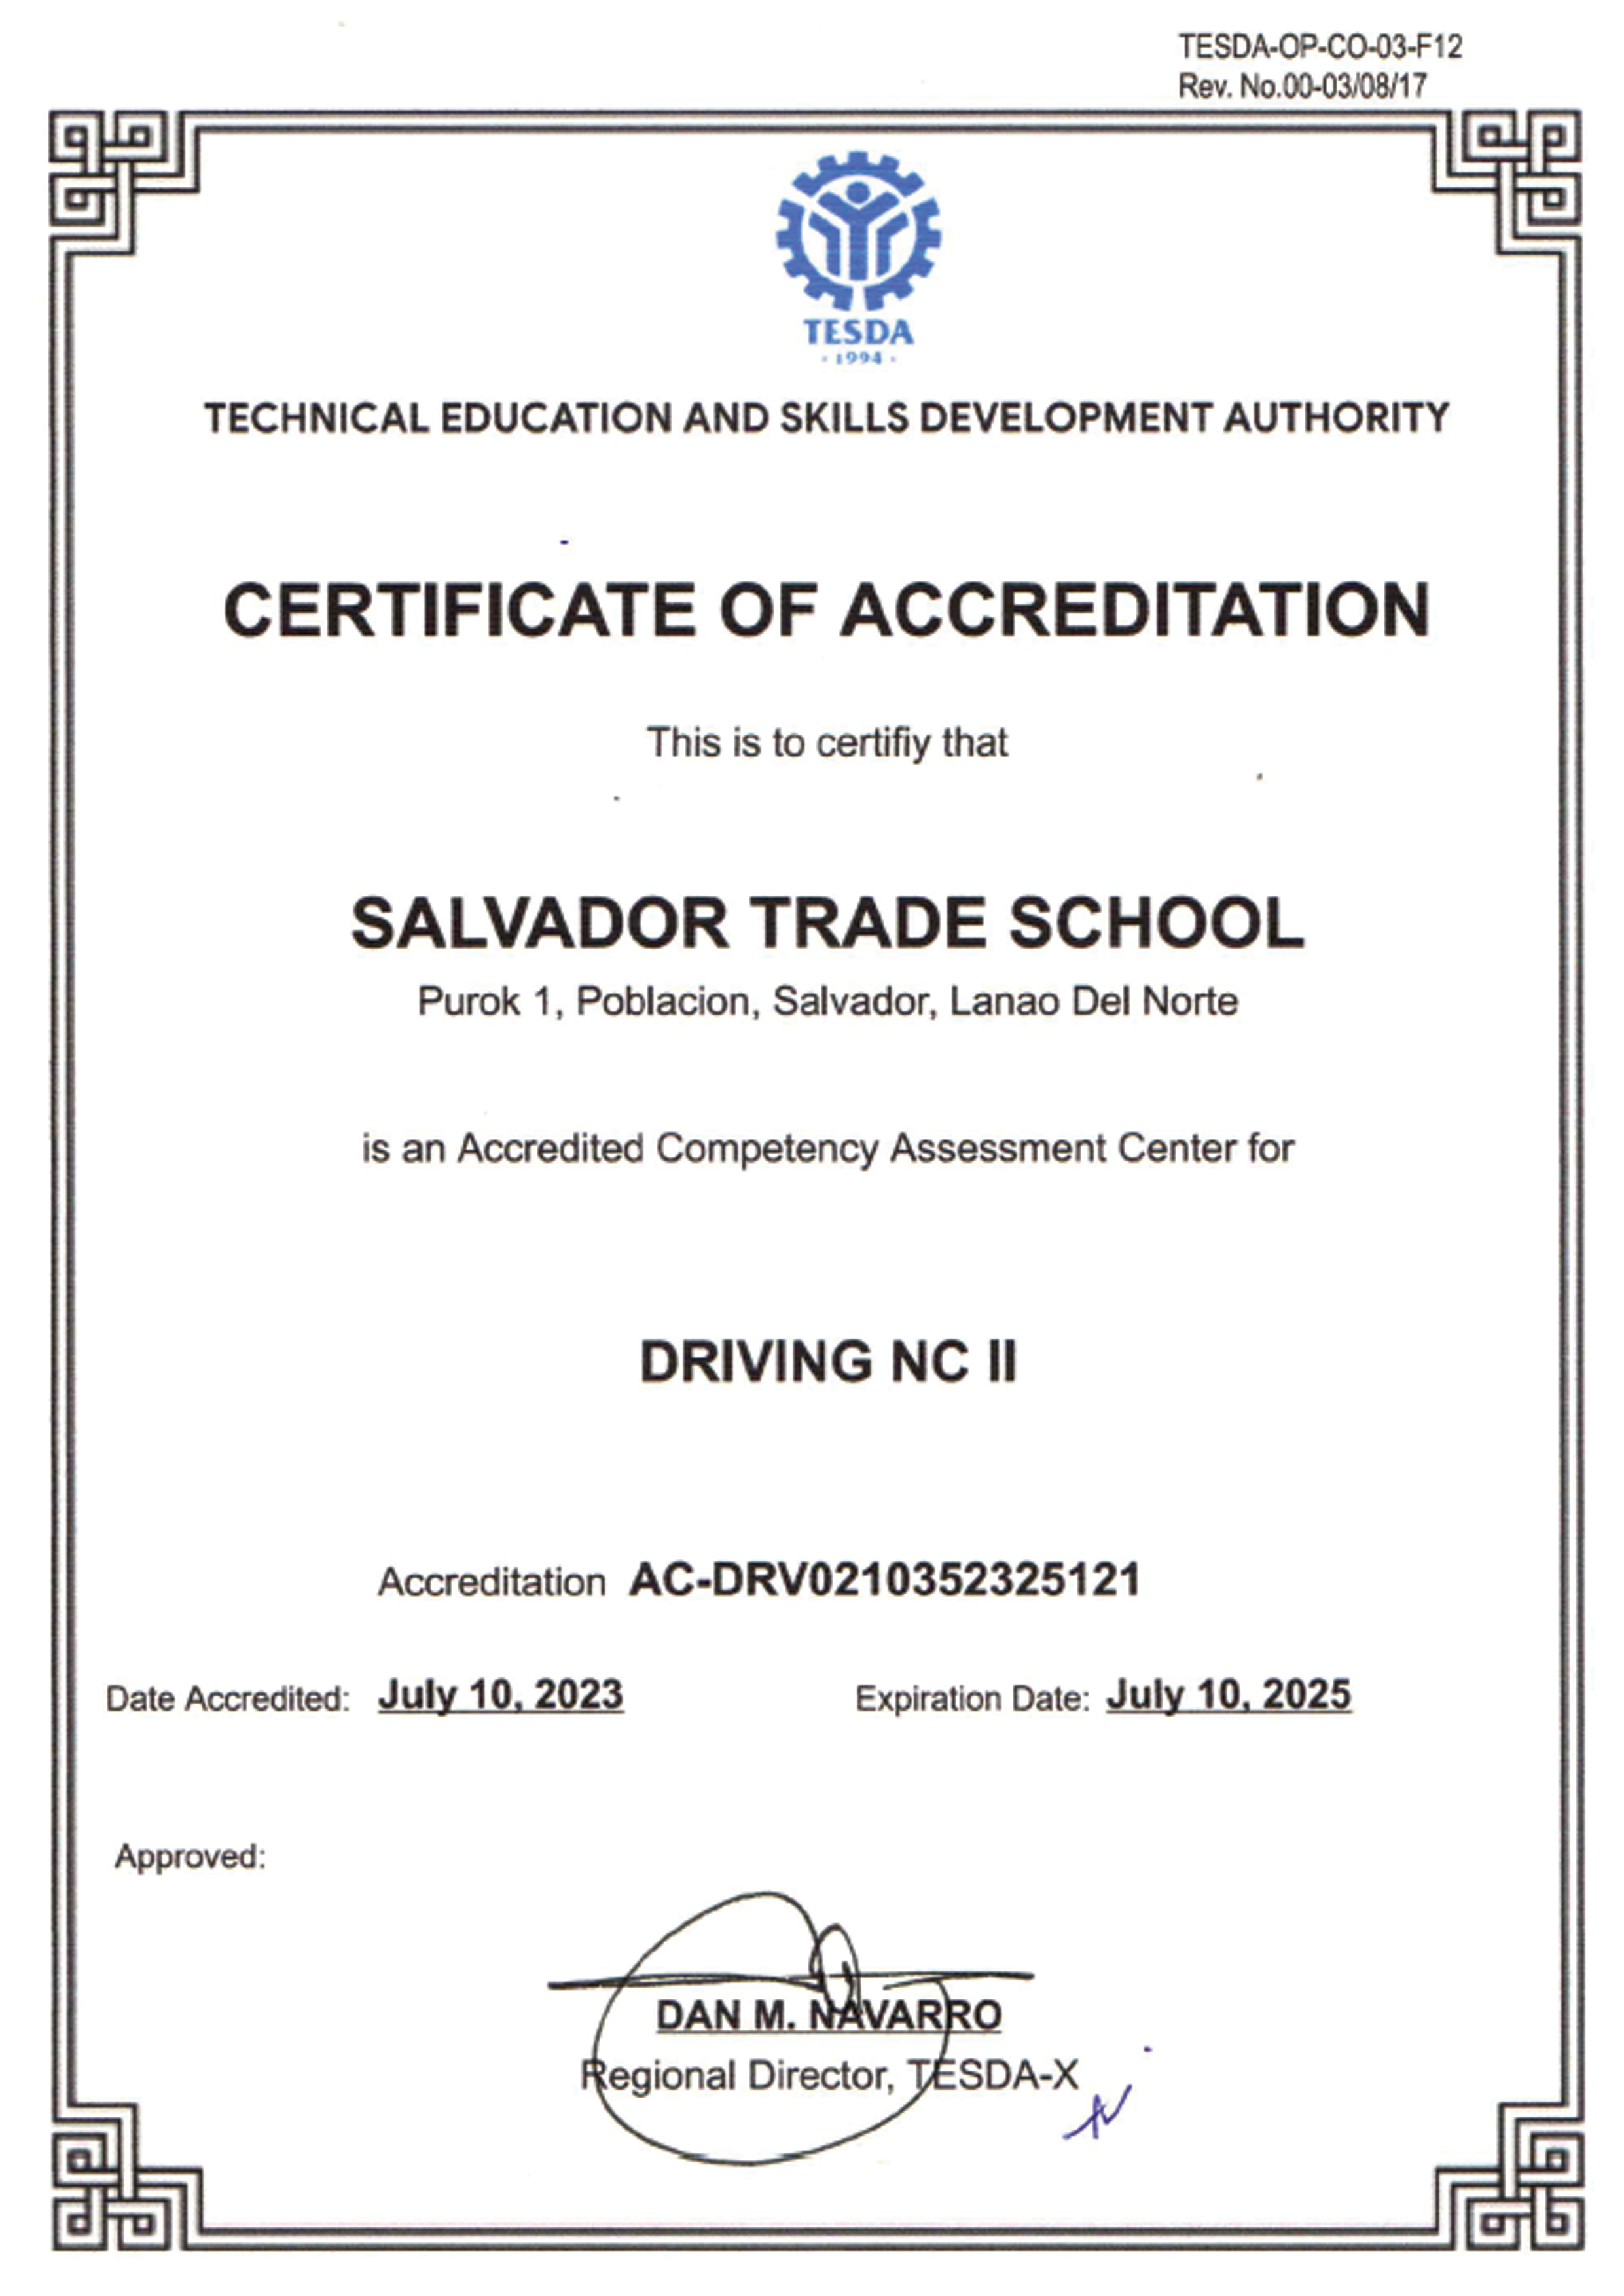 TESDA-OP-CO-03-F12
Rev. No.00-03/08/17
TESDA
· 1994 ·
TECHNICAL EDUCATION AND SKILLS DEVELOPMENT AUTHORITY
CERTIFICATE OF ACCREDITATION
This is to certifiy that
SALVADOR TRADE SCHOOL
Purok 1, Poblacion, Salvador, Lanao Del Norte
is an Accredited Competency Assessment Center for
DRIVING NC II
Accreditation AC-DRV0210352325121
Date Accredited: July 10, 2023 Expiration Date: July 10, 2025
Approved:
DAN M. NAVARRO
Regional Director, TESDA-X